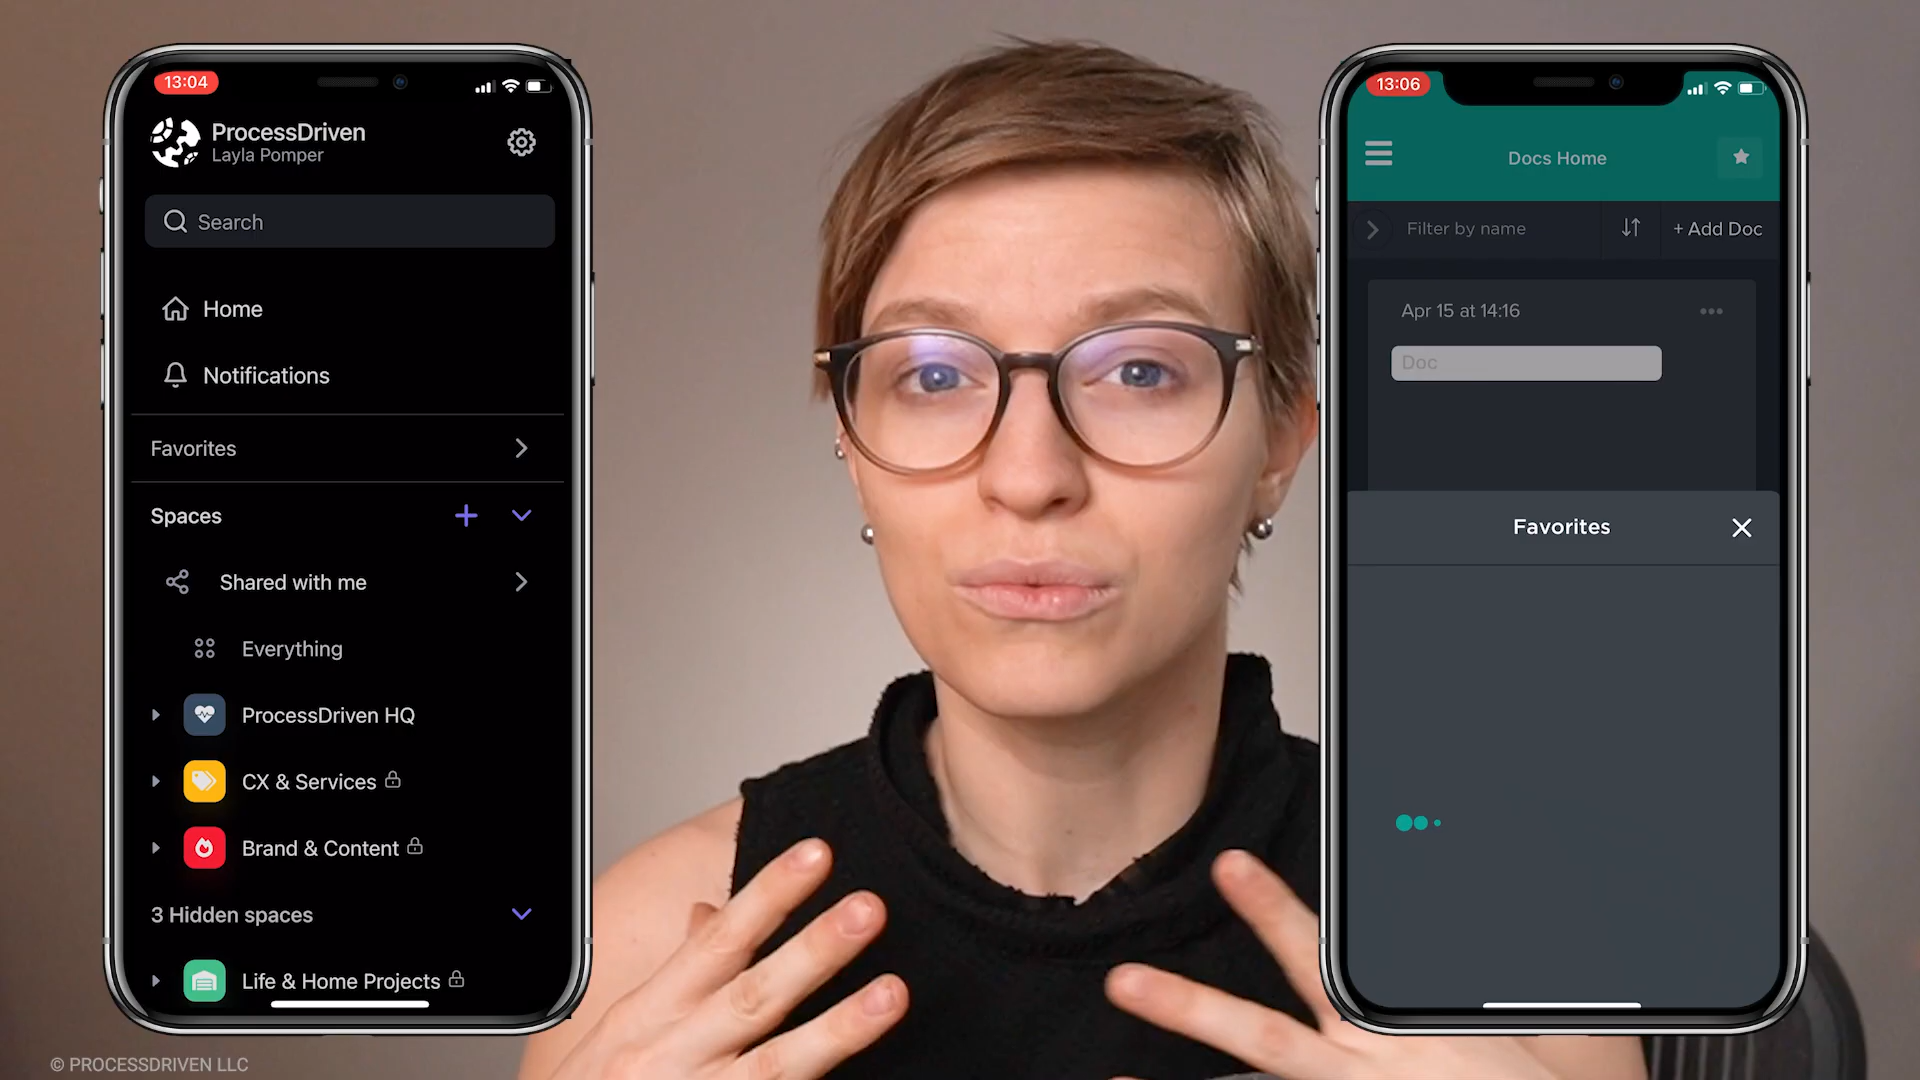 13:04
ProcessDriven
Layla Pomper
Search
Home
Notifications
Favorites
Spaces
Shared with me
Everything
ProcessDriven HQ
CX & Services
Brand & Content
3 Hidden spaces
Life & Home Projects
13:06
Docs Home
Filter by name
+ Add Doc
Apr 15 at 14:16
Doc
Favorites
© PROCESSDRIVEN LLC